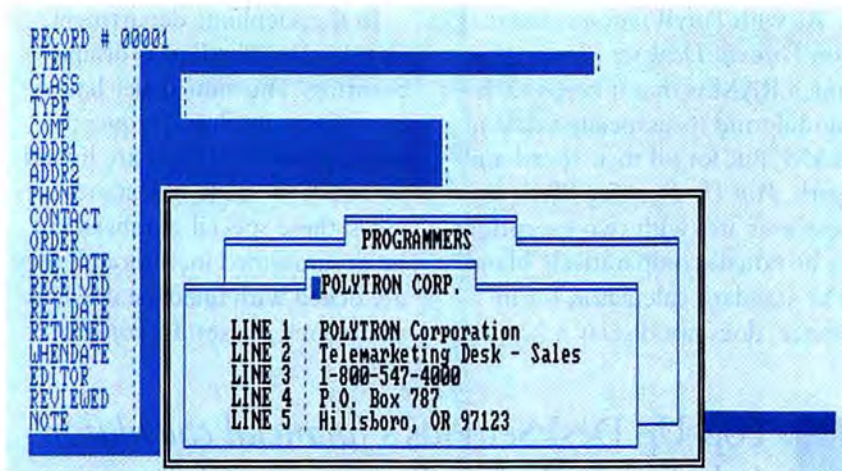 RECORD # 00001
ITEM
CLASS
TYPE
COMP
ADDR1
ADDR2
PHONE
CONTACT
ORDER
DUE DATE
RECEIVED
RET.DATE
RETURNED
WHENDATE
EDITOR
REVIEWED
NOTE
PROGRAMMERS
POLYTRON CORP.
LINE 1 POLYTRON Corporation
LINE 2 Telemarketing Desk - Sales
LINE 3 1-800-547-4000
LINE 4 P.O. Box 787
LINE 5 Hillsboro, OR 97123